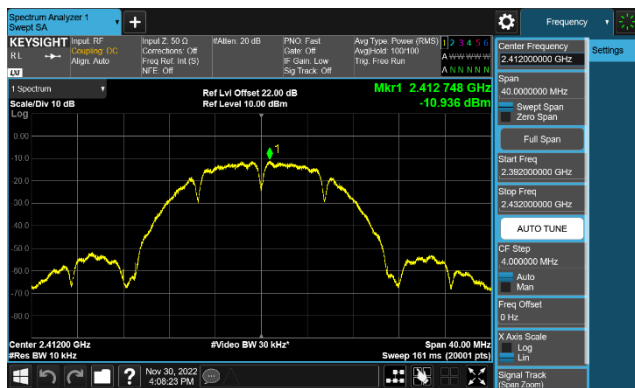 Spectrum Analyzer 1
Swept SA
+
Frequency
KEYSIGHT
RL
LXI
Input: RF
Coupling: DC
Align: Auto
Input Z: 50 Ω
Corrections: Off
Freq Ref: Int (S)
NFE: Off
#Atten: 20 dB
PNO: Fast
Gate: Off
IF Gain: Low
Sig Track: Off
Avg Type: Power (RMS)
Avg|Hold: 100/100
Trig: Free Run
1 2 3 4 5 6
A WW WW W
A N N N N N
Center Frequency
2.412000000 GHz
Settings
Span
40.0000000 MHz
Swept Span
Zero Span
Full Span
Start Freq
2.392000000 GHz
Stop Freq
2.432000000 GHz
AUTO TUNE
CF Step
4.000000 MHz
Auto
Man
Freq Offset
0 Hz
X Axis Scale
Log
Lin
Signal Track
(Span Zoom)
1 Spectrum
Scale/Div 10 dB
Log
Ref Lvl Offset 22.00 dB
Ref Level 10.00 dBm
Mkr1 2.412 748 GHz
-10.936 dBm
1
0.00
-10.0
-20.0
-30.0
-40.0
-50.0
-60.0
-70.0
-80.0
Center 2.41200 GHz
#Res BW 10 kHz
#Video BW 30 kHz*
Span 40.00 MHz
Sweep 161 ms (20001 pts)
?
Nov 30, 2022
4:08:23 PM